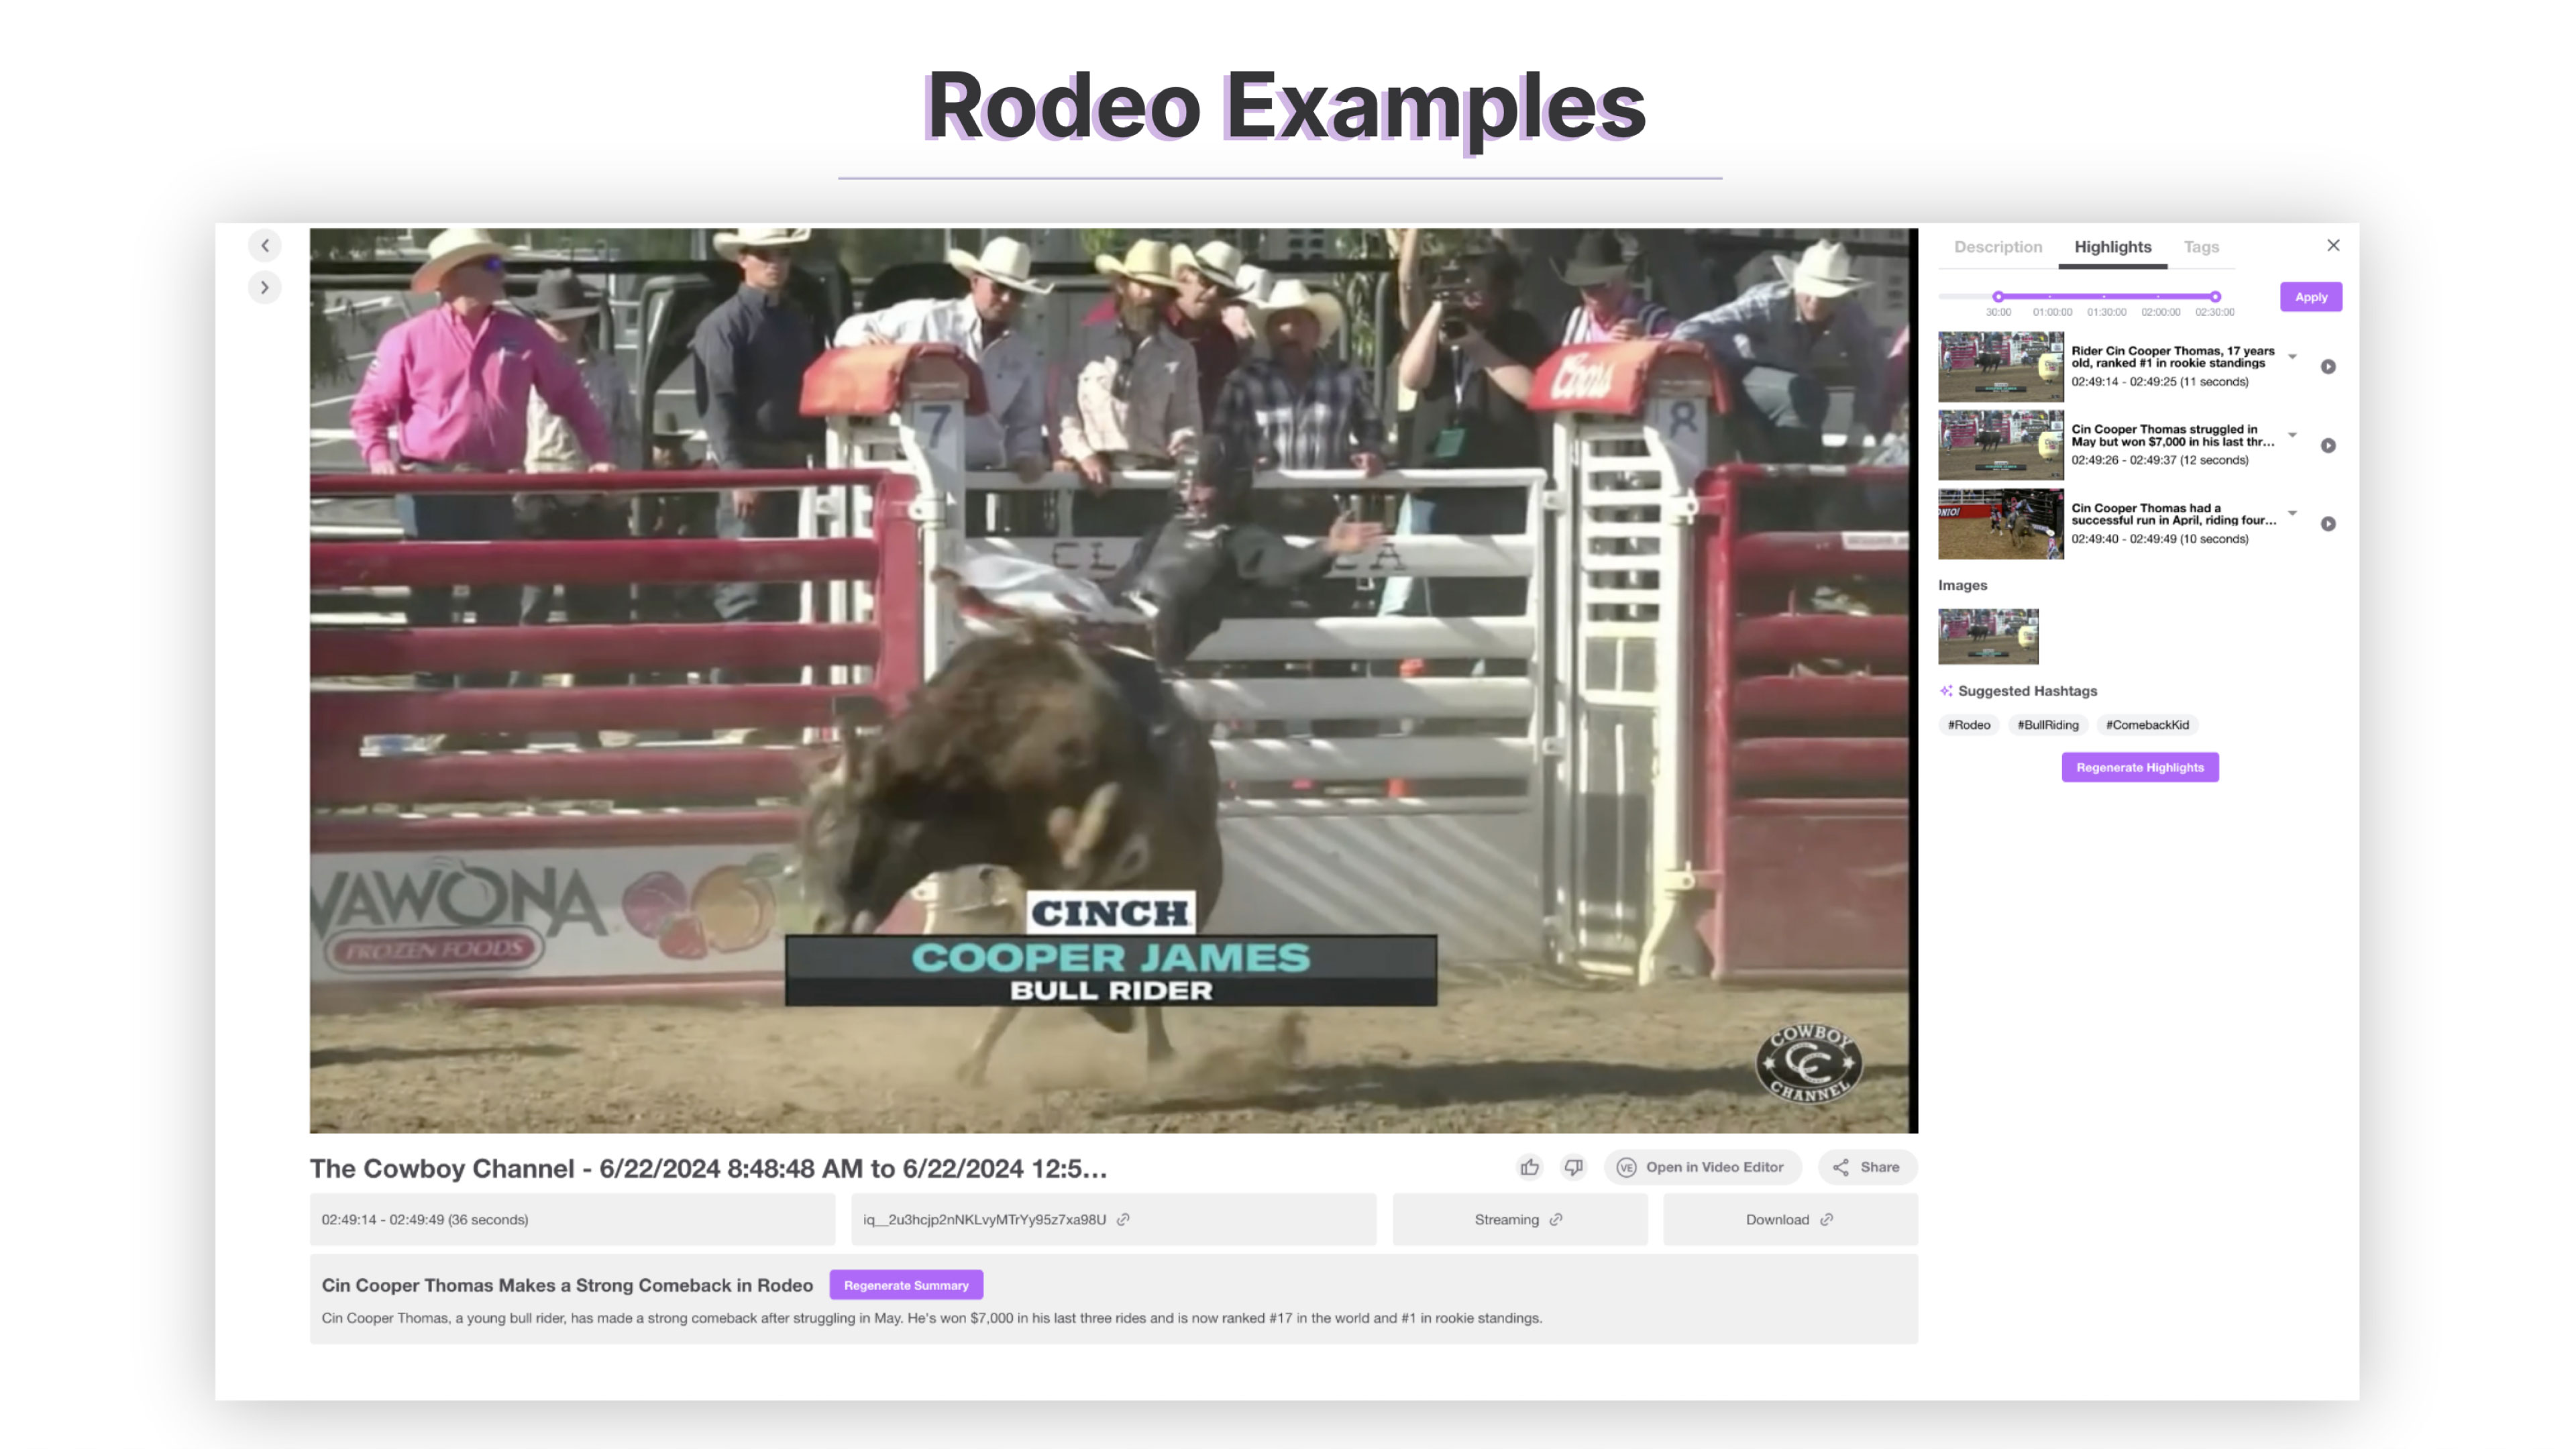 Rodeo Examples
7
Coors
8
VAWONA
FROZEN FOODS
CINCH
COOPER JAMES
BULL RIDER
COWBOY
CC
CHANNEL
The Cowboy Channel - 6/22/2024 8:48:48 AM to 6/22/2024 12:5...
VE Open in Video Editor
Share
02:49:14 - 02:49:49 (36 seconds)
iq__2u3hcjp2nNKLvyMTrYy95z7xa98U
Streaming
Download
Cin Cooper Thomas Makes a Strong Comeback in Rodeo
Regenerate Summary
Cin Cooper Thomas, a young bull rider, has made a strong comeback after struggling in May. He's won $7,000 in his last three rides and is now ranked #17 in the world and #1 in rookie standings.
Description Highlights Tags
Apply
30:00 01:00:00 01:30:00 02:00:00 02:30:00
Rider Cin Cooper Thomas, 17 years
old, ranked #1 in rookie standings
02:49:14 - 02:49:25 (11 seconds)
Cin Cooper Thomas struggled in
May but won $7,000 in his last thr...
02:49:26 - 02:49:37 (12 seconds)
Cin Cooper Thomas had a
successful run in April, riding four...
02:49:40 - 02:49:49 (10 seconds)
Images
Suggested Hashtags
#Rodeo #BullRiding #ComebackKid
Regenerate Highlights